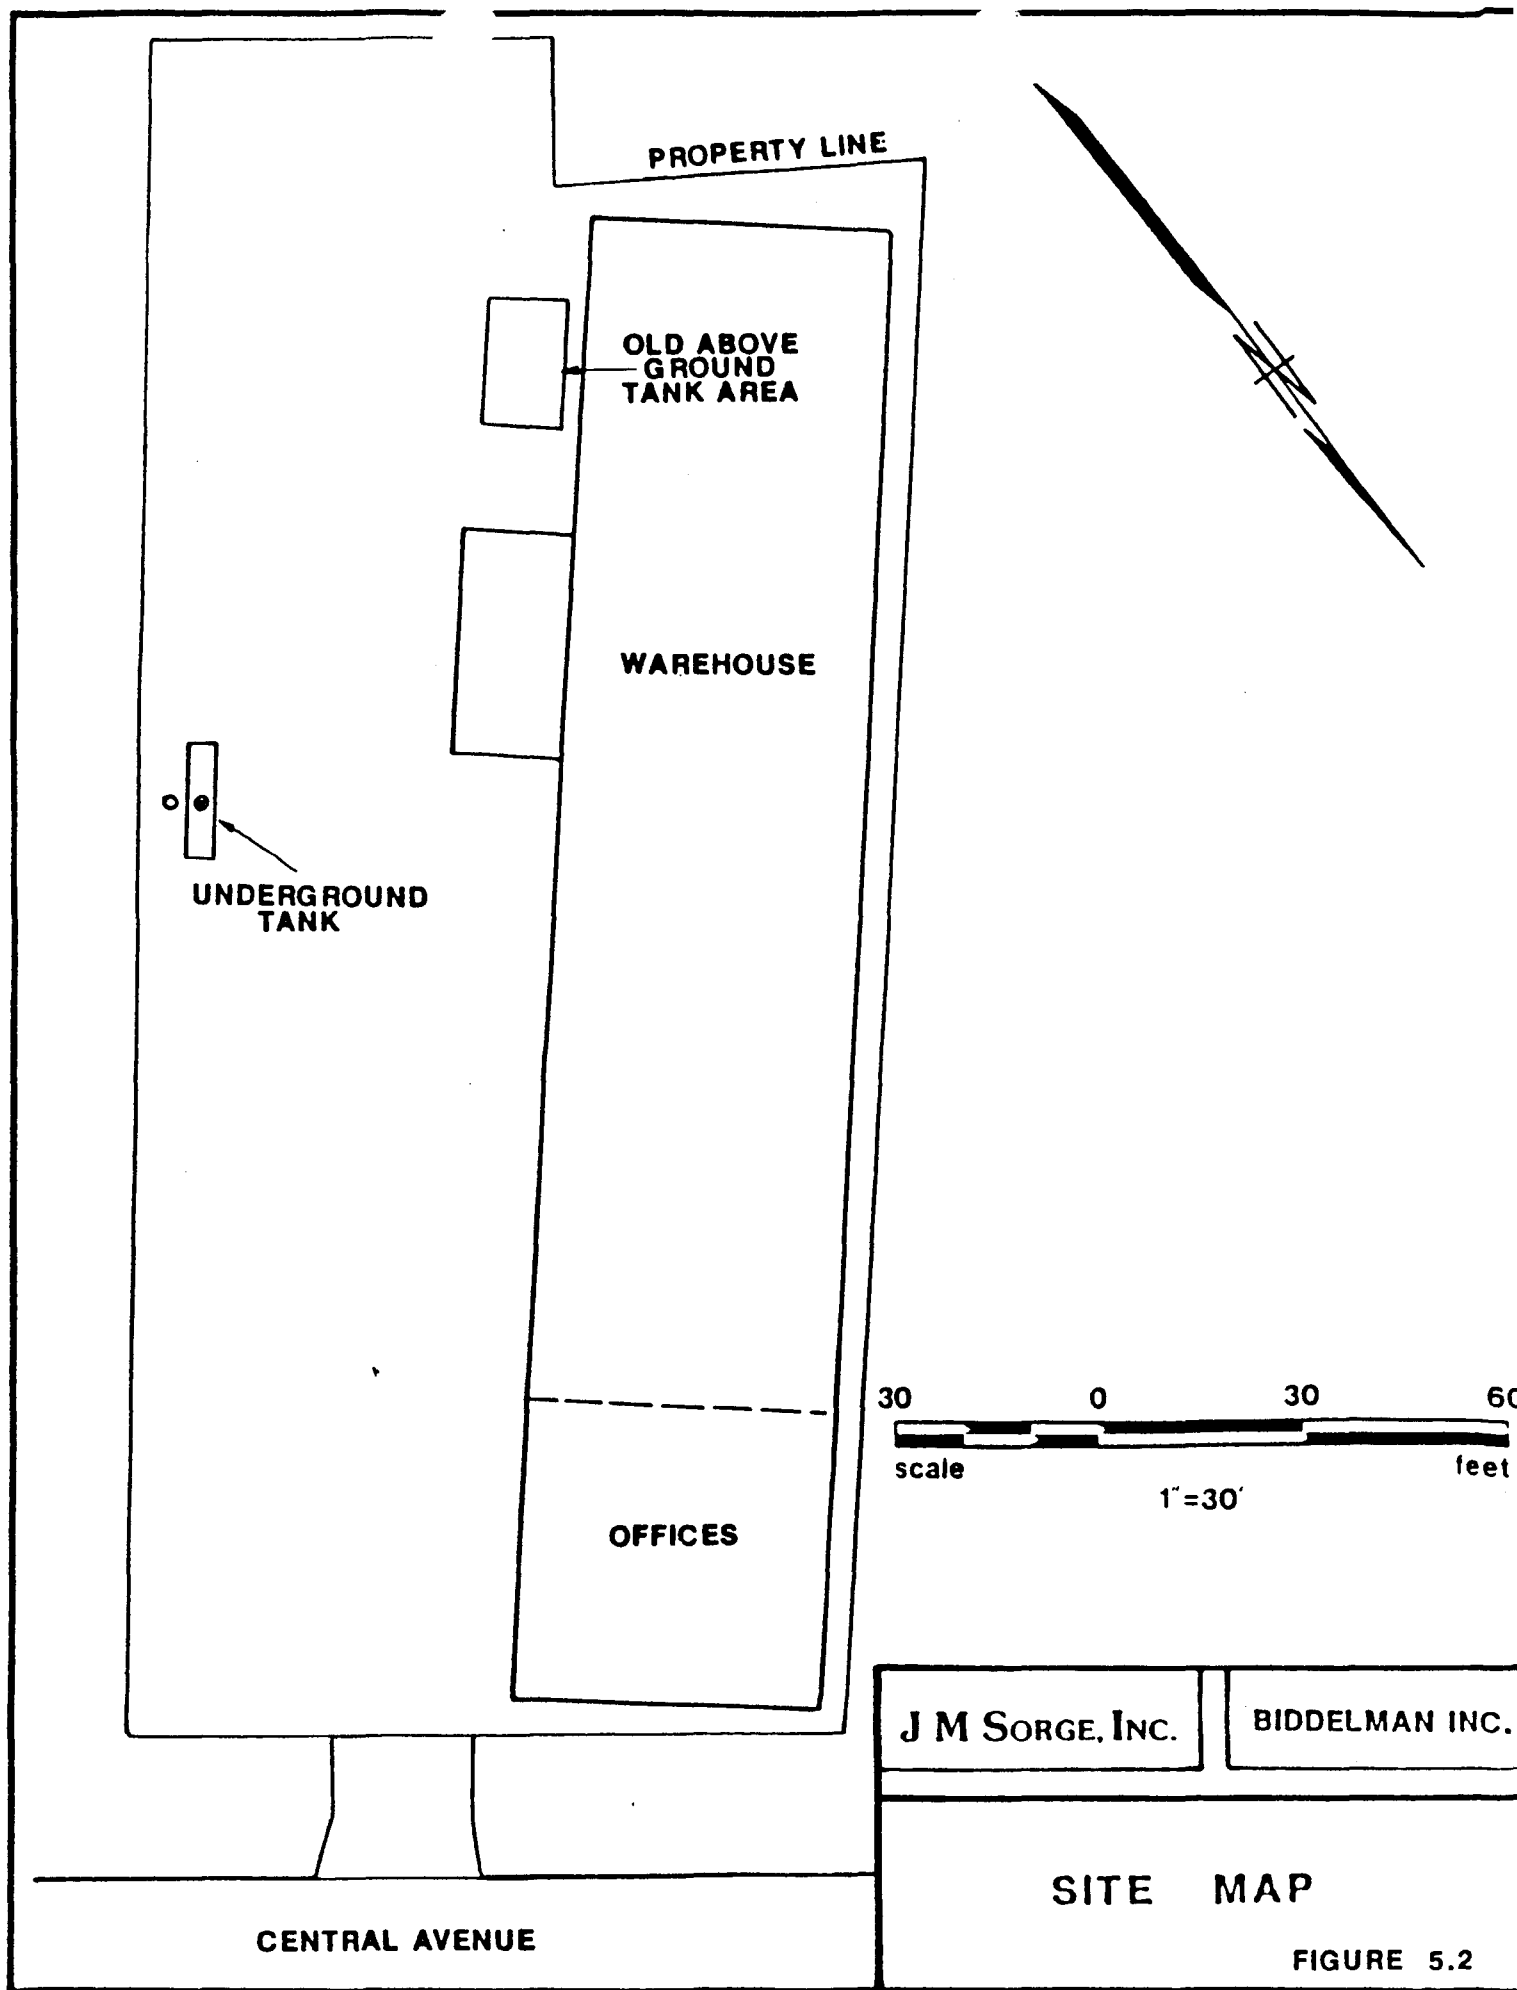 PROPERTY LINE
OLD ABOVE
GROUND
TANK AREA
WAREHOUSE
UNDERGROUND
TANK
N
30 0 30 60
scale feet
1"=30'
OFFICES
J M SORGE, INC.
BIDDELMAN INC.
SITE MAP
CENTRAL AVENUE
FIGURE 5.2